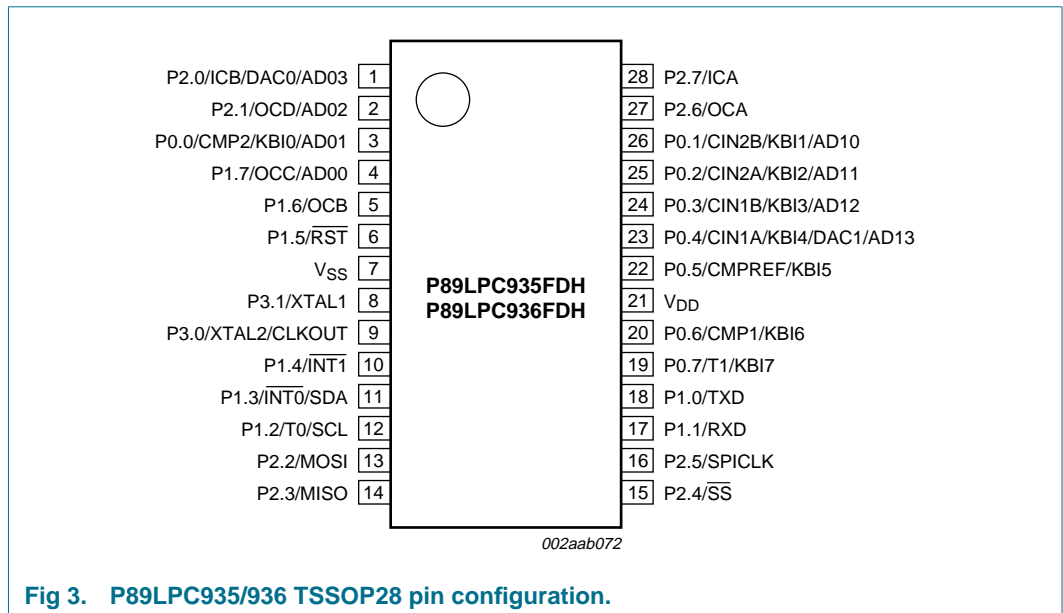 P2.0/ICB/DAC0/AD03 1
P2.1/OCD/AD02 2
P0.0/CMP2/KBI0/AD01 3
P1.7/OCC/AD00 4
P1.6/OCB 5
P1.5/R̅S̅T̅ 6
VSS 7
P3.1/XTAL1 8
P3.0/XTAL2/CLKOUT 9
P1.4/I̅N̅T̅1̅ 10
P1.3/I̅N̅T̅0̅/SDA 11
P1.2/T0/SCL 12
P2.2/MOSI 13
P2.3/MISO 14
P89LPC935FDH
P89LPC936FDH
28 P2.7/ICA
27 P2.6/OCA
26 P0.1/CIN2B/KBI1/AD10
25 P0.2/CIN2A/KBI2/AD11
24 P0.3/CIN1B/KBI3/AD12
23 P0.4/CIN1A/KBI4/DAC1/AD13
22 P0.5/CMPREF/KBI5
21 VDD
20 P0.6/CMP1/KBI6
19 P0.7/T1/KBI7
18 P1.0/TXD
17 P1.1/RXD
16 P2.5/SPICLK
15 P2.4/S̅S̅
002aab072
Fig 3. P89LPC935/936 TSSOP28 pin configuration.